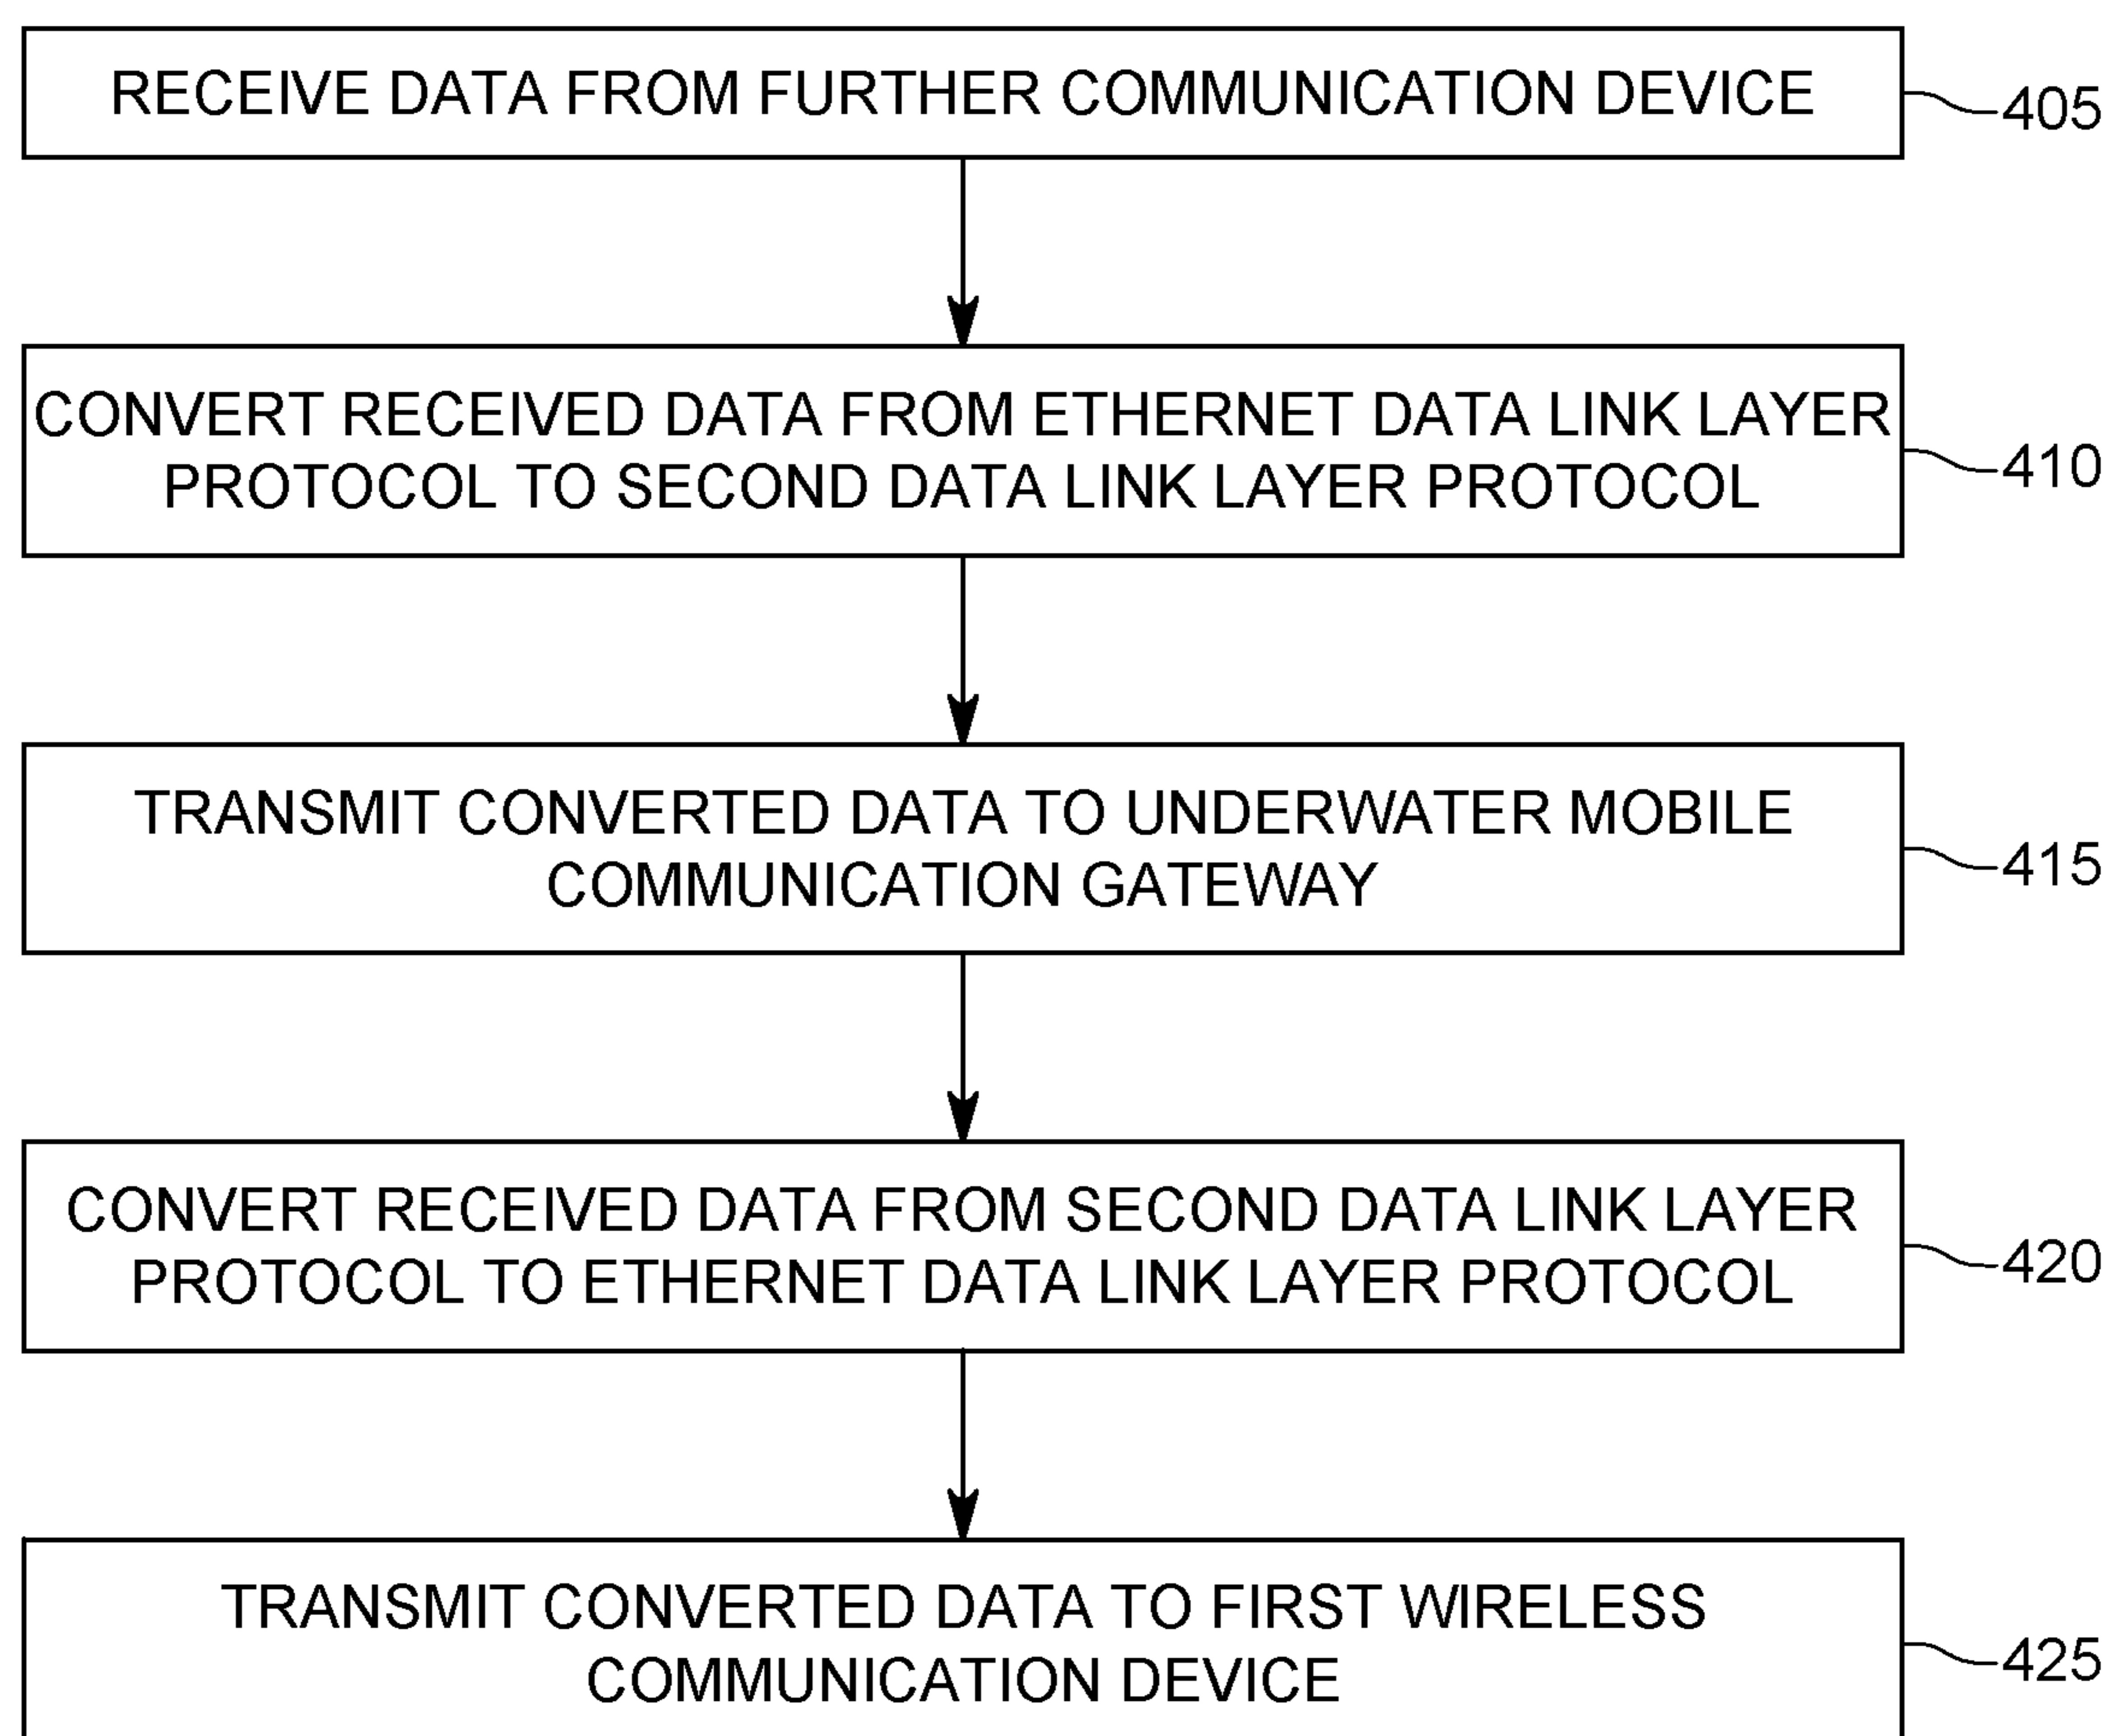 RECEIVE DATA FROM FURTHER COMMUNICATION DEVICE
405
CONVERT RECEIVED DATA FROM ETHERNET DATA LINK LAYER
PROTOCOL TO SECOND DATA LINK LAYER PROTOCOL
410
TRANSMIT CONVERTED DATA TO UNDERWATER MOBILE
COMMUNICATION GATEWAY
415
CONVERT RECEIVED DATA FROM SECOND DATA LINK LAYER
PROTOCOL TO ETHERNET DATA LINK LAYER PROTOCOL
420
TRANSMIT CONVERTED DATA TO FIRST WIRELESS
COMMUNICATION DEVICE
425